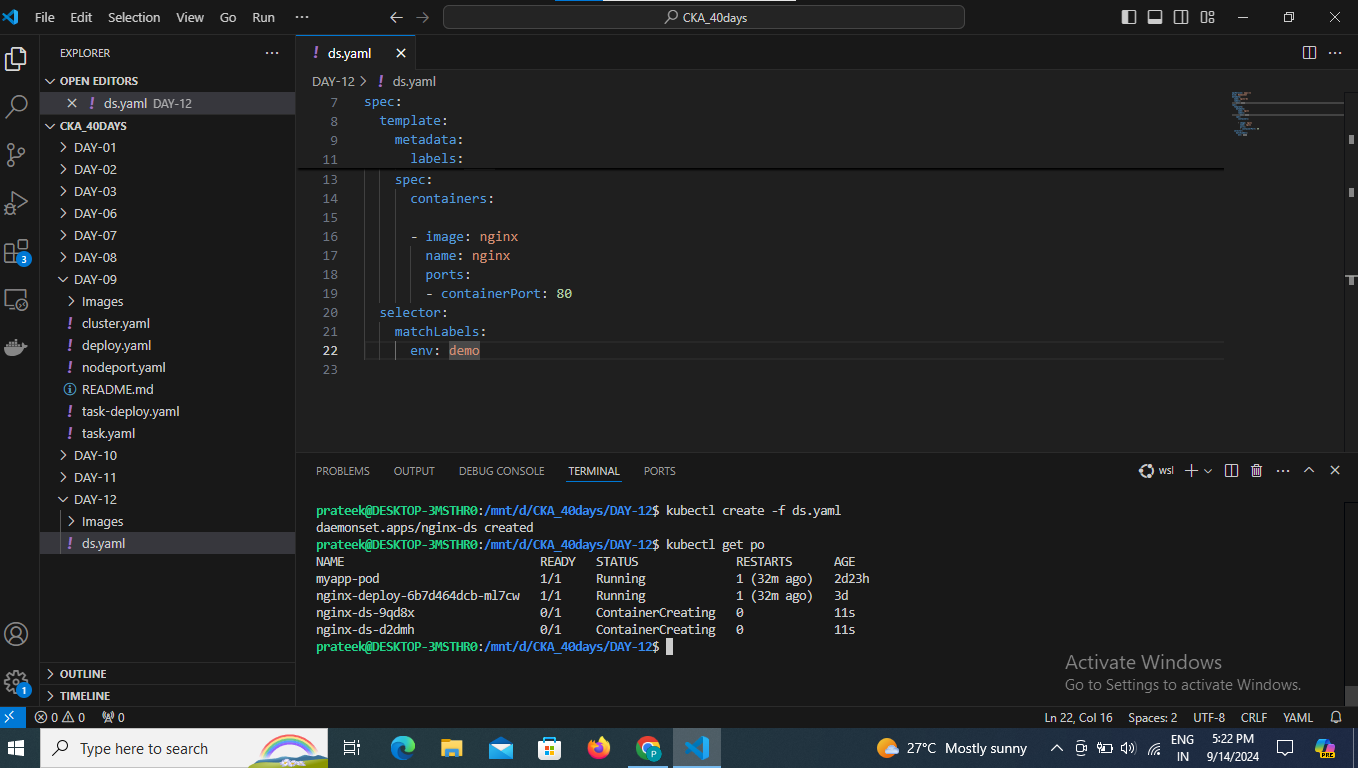 File Edit Selection View Go Run ··· CKA_40days
EXPLORER ···
OPEN EDITORS
ds.yaml DAY-12
CKA_40DAYS
DAY-01
DAY-02
DAY-03
DAY-06
DAY-07
DAY-08
DAY-09
Images
! cluster.yaml
! deploy.yaml
! nodeport.yaml
README.md
! task-deploy.yaml
! task.yaml
DAY-10
DAY-11
DAY-12
Images
! ds.yaml
OUTLINE
TIMELINE
3
1
! ds.yaml
DAY-12 > ! ds.yaml
7 spec:
8 template:
9 metadata:
11 labels:
13 spec:
14 containers:
15
16 - image: nginx
17 name: nginx
18 ports:
19 - containerPort: 80
20 selector:
21 matchLabels:
22 env: demo
23
PROBLEMS OUTPUT DEBUG CONSOLE TERMINAL PORTS wsl
prateek@DESKTOP-3MSTHR0:/mnt/d/CKA_40days/DAY-12$ kubectl create -f ds.yaml
daemonset.apps/nginx-ds created
prateek@DESKTOP-3MSTHR0:/mnt/d/CKA_40days/DAY-12$ kubectl get po
NAME READY STATUS RESTARTS AGE
myapp-pod 1/1 Running 1 (32m ago) 2d23h
nginx-deploy-6b7d464dcb-ml7cw 1/1 Running 1 (32m ago) 3d
nginx-ds-9qd8x 0/1 ContainerCreating 0 11s
nginx-ds-d2dmh 0/1 ContainerCreating 0 11s
prateek@DESKTOP-3MSTHR0:/mnt/d/CKA_40days/DAY-12$
Activate Windows
Go to Settings to activate Windows.
0 0 0 Ln 22, Col 16 Spaces: 2 UTF-8 CRLF YAML
Type here to search 27°C Mostly sunny
ENG
IN
5:22 PM
9/14/2024
PRE